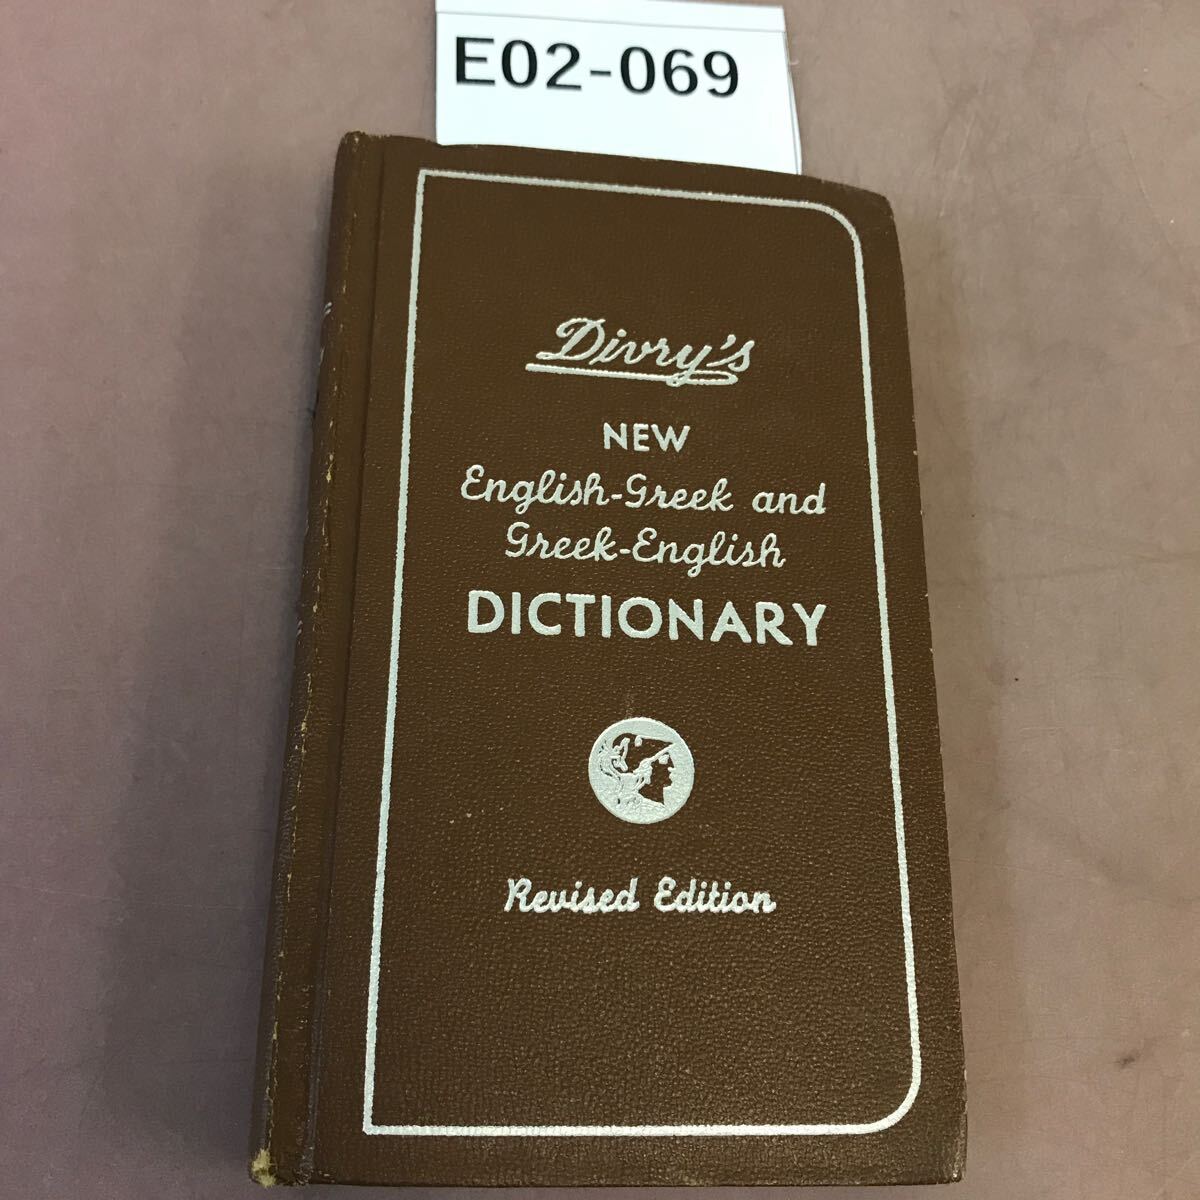 E02-069
Divry's
NEW
English-Greek and
Greek-English
DICTIONARY
Revised Edition